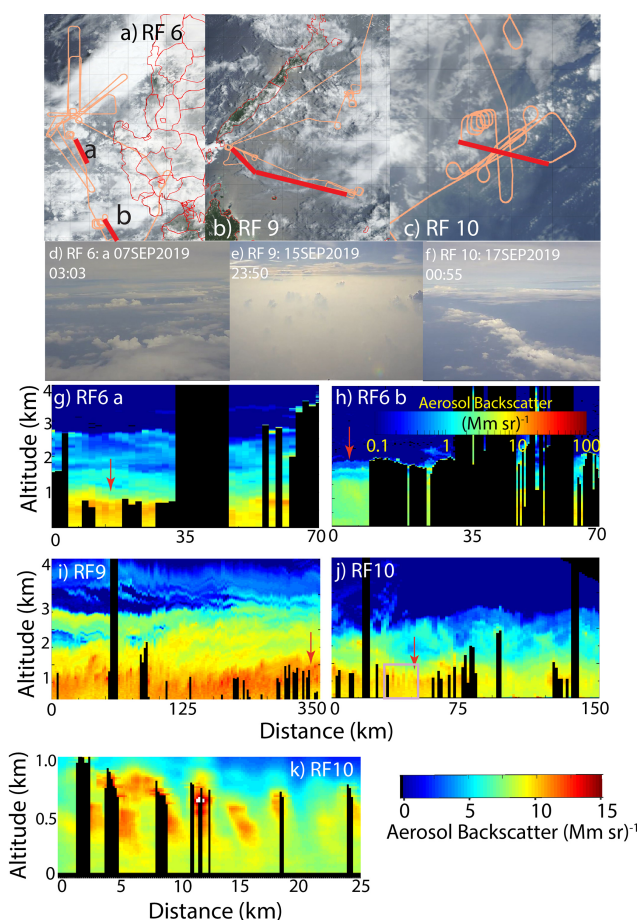 a) RF 6
a
b
b) RF 9
c) RF 10
d) RF 6: a 07SEP2019
03:03
e) RF 9: 15SEP2019
23:50
f) RF 10: 17SEP2019
00:55
Altitude (km)
4
3
2
1
g) RF6 a
0
35
70
h) RF6 b
Aerosol Backscatter
(Mm sr)-1
0.1
1
10
100
0
35
70
Altitude (km)
4
3
2
1
i) RF9
0
125
350
j) RF10
0
75
150
Distance (km)
Altitude (km)
1.0
0.5
0
k) RF10
0
5
10
15
20
25
Distance (km)
0
5
10
15
Aerosol Backscatter (Mm sr)-1